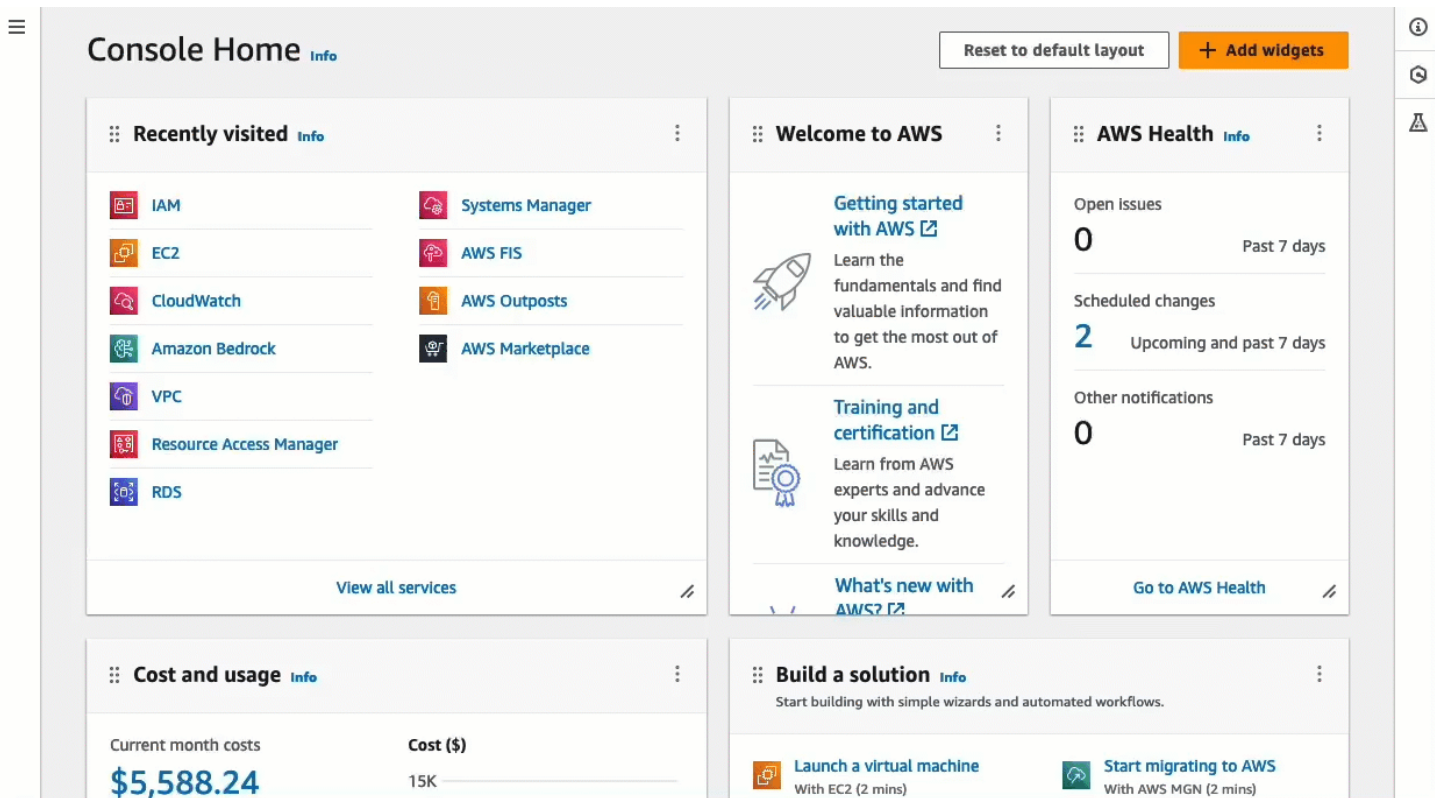 Console Home Info
Reset to default layout
+ Add widgets
Recently visited Info
IAM
EC2
CloudWatch
Amazon Bedrock
VPC
Resource Access Manager
RDS
Systems Manager
AWS FIS
AWS Outposts
AWS Marketplace
View all services
Welcome to AWS
Getting started
with AWS
Learn the
fundamentals and find
valuable information
to get the most out of
AWS.
Training and
certification
Learn from AWS
experts and advance
your skills and
knowledge.
What's new with
AWS?
AWS Health Info
Open issues
0
Past 7 days
Scheduled changes
2
Upcoming and past 7 days
Other notifications
0
Past 7 days
Go to AWS Health
Cost and usage Info
Current month costs
$5,588.24
Cost ($)
15K
Build a solution Info
Start building with simple wizards and automated workflows.
Launch a virtual machine
With EC2 (2 mins)
Start migrating to AWS
With AWS MGN (2 mins)